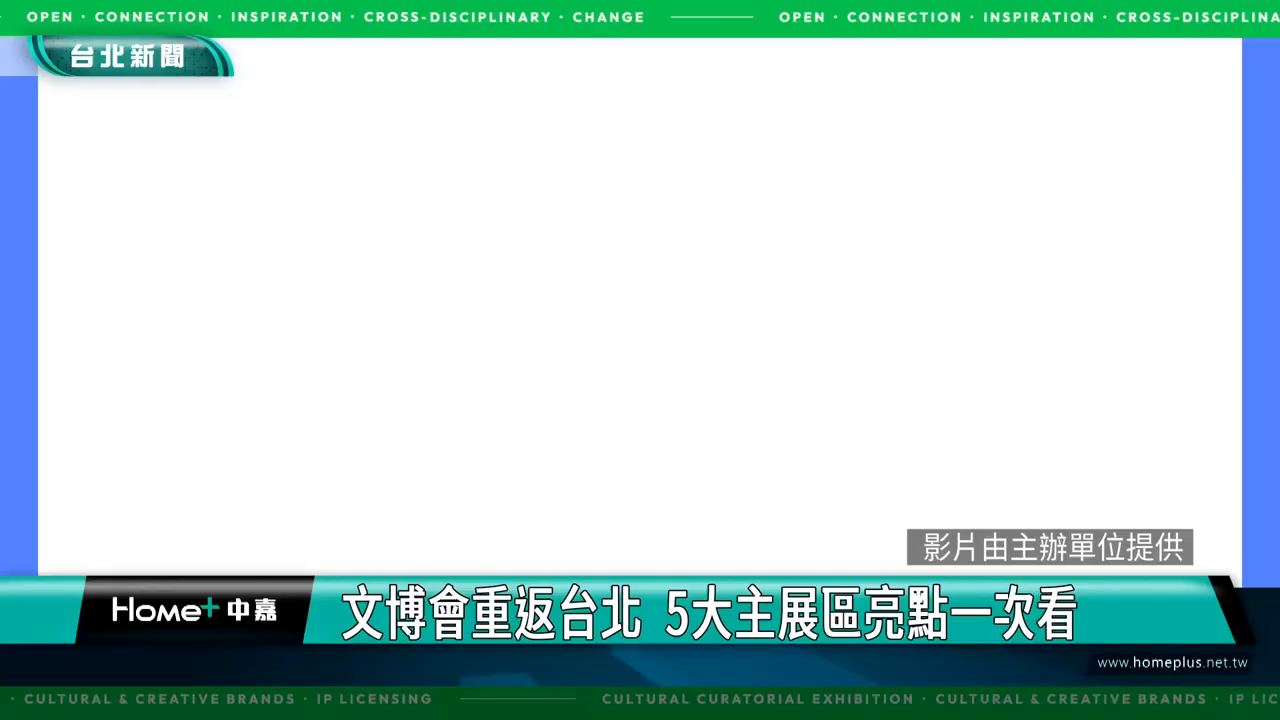 OPEN · CONNECTION · INSPIRATION · CROSS-DISCIPLINARY · CHANGE OPEN · CONNECTION · INSPIRATION · CROSS-DISCIPLINA
台北新聞
影片由主辦單位提供
Home+ 中嘉
文博會重返台北 5大主展區亮點一次看
www.homeplus.net.tw
· CULTURAL & CREATIVE BRANDS · IP LICENSING CULTURAL CURATORIAL EXHIBITION · CULTURAL & CREATIVE BRANDS · IP LIC